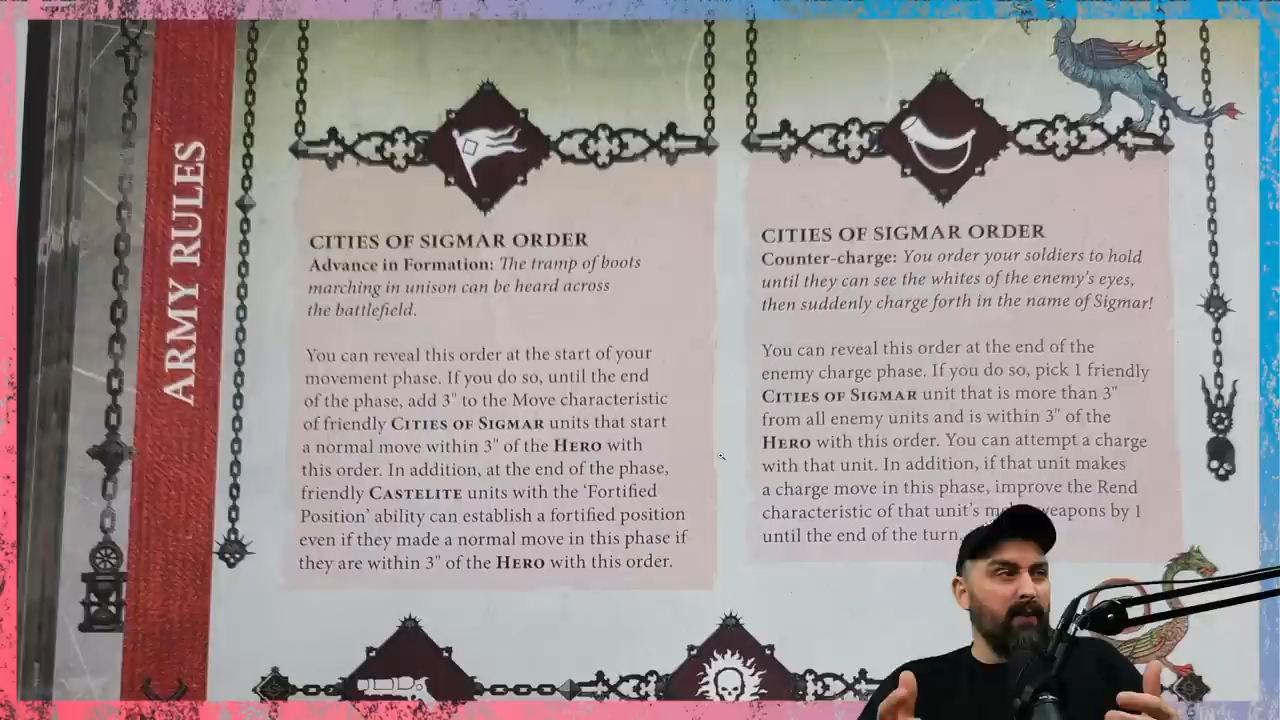 ARMY RULES
CITIES OF SIGMAR ORDER
Advance in Formation: The tramp of boots
marching in unison can be heard across
the battlefield.
You can reveal this order at the start of your
movement phase. If you do so, until the end
of the phase, add 3" to the Move characteristic
of friendly CITIES OF SIGMAR units that start
a normal move within 3" of the HERO with
this order. In addition, at the end of the phase,
friendly CASTELITE units with the ‘Fortified
Position’ ability can establish a fortified position
even if they made a normal move in this phase if
they are within 3" of the HERO with this order.
CITIES OF SIGMAR ORDER
Counter-charge: You order your soldiers to hold
until they can see the whites of the enemy's eyes,
then suddenly charge forth in the name of Sigmar!
You can reveal this order at the end of the
enemy charge phase. If you do so, pick 1 friendly
CITIES OF SIGMAR unit that is more than 3"
from all enemy units and is within 3" of the
HERO with this order. You can attempt a charge
with that unit. In addition, if that unit makes
a charge move in this phase, improve the Rend
characteristic of that unit's weapons by 1
until the end of the turn.